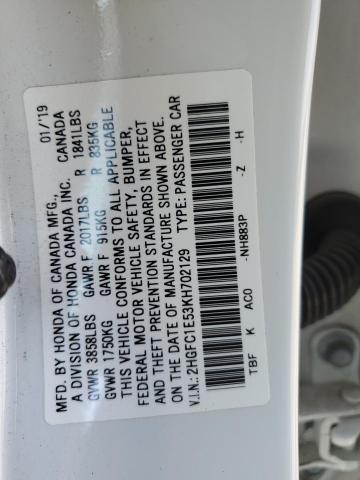 MFD. BY HONDA OF CANADA MFG., 01/'19
A DIVISION OF HONDA CANADA INC. CANADA
GVWR 3858LBS GAWR F 2017LBS R 1841LBS
GVWR 1750KG GAWR F 915KG R 835KG
THIS VEHICLE CONFORMS TO ALL APPLICABLE
FEDERAL MOTOR VEHICLE SAFETY, BUMPER,
AND THEFT PREVENTION STANDARDS IN EFFECT
ON THE DATE OF MANUFACTURE SHOWN ABOVE.
V.I.N.: 2HGFC1E53KH702129 TYPE: PASSENGER CAR
-NH883P -Z -H
TBF K AC0